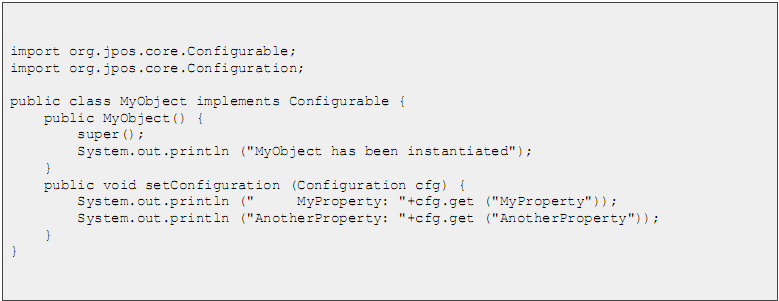 import org.jpos.core.Configurable;
import org.jpos.core.Configuration;
public class MyObject implements Configurable {
    public MyObject() {
        super();
        System.out.println ("MyObject has been instantiated");
    }
    public void setConfiguration (Configuration cfg) {
        System.out.println ("     MyProperty: "+cfg.get ("MyProperty"));
        System.out.println ("AnotherProperty: "+cfg.get ("AnotherProperty"));
    }
}